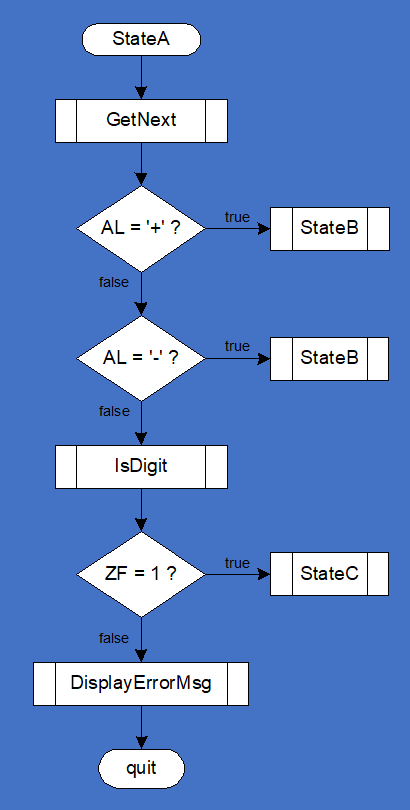 StateA
GetNext
AL = '+' ?
true
StateB
false
AL = '-' ?
true
StateB
false
IsDigit
ZF = 1 ?
true
StateC
false
DisplayErrorMsg
quit